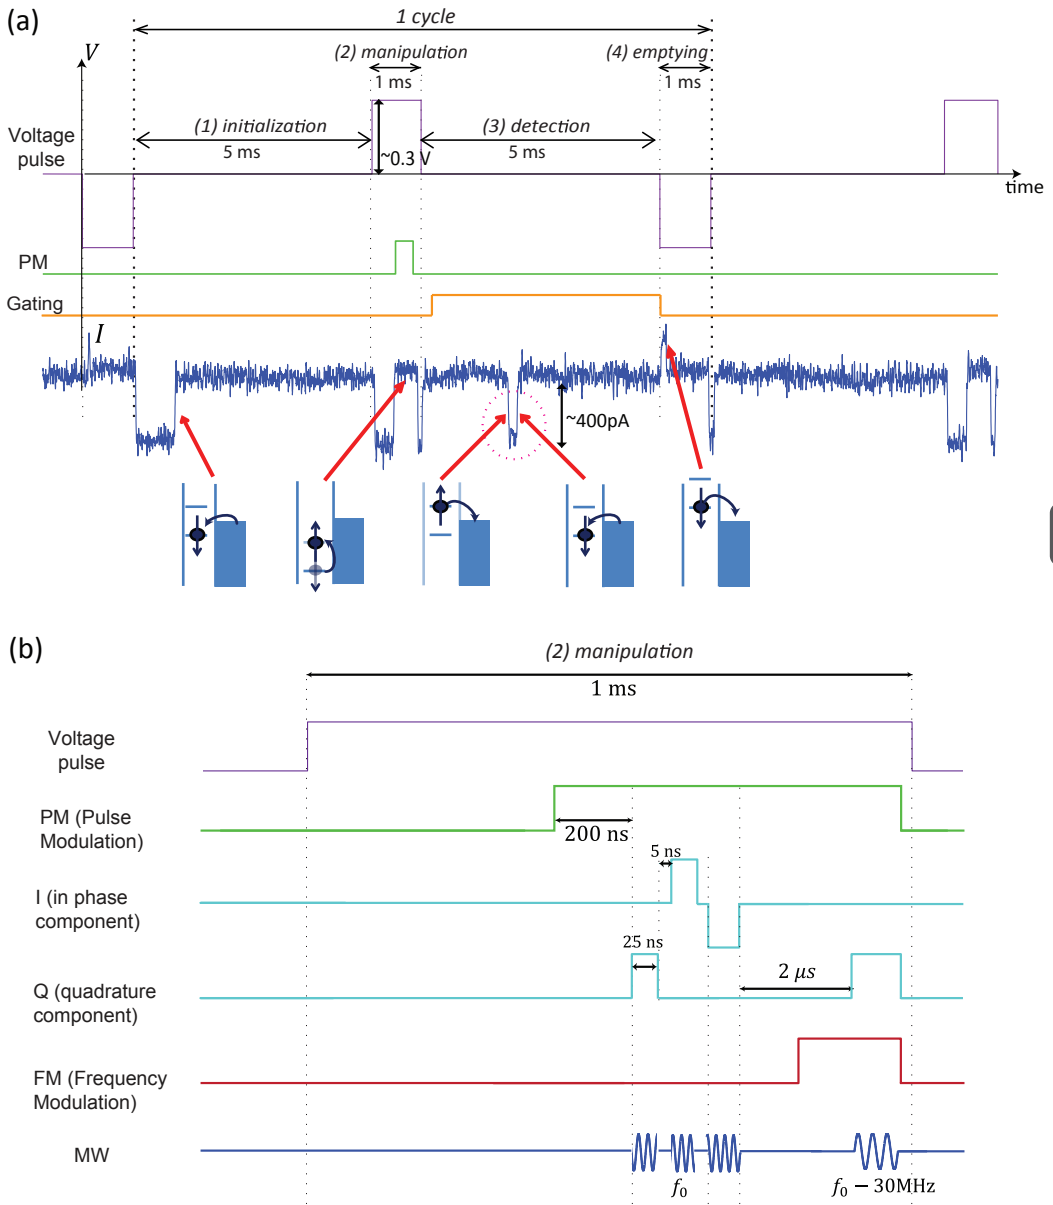 (a)
1 cycle
(2) manipulation
(4) emptying
V
1 ms
1 ms
(1) initialization
(3) detection
Voltage
pulse
5 ms
~0.3 V
5 ms
time
PM
Gating
I
~400pA
(b)
(2) manipulation
1 ms
Voltage
pulse
PM (Pulse
Modulation)
200 ns
5 ns
I (in phase
component)
25 ns
2 μs
Q (quadrature
component)
FM (Frequency
Modulation)
MW
f₀
f₀ − 30MHz